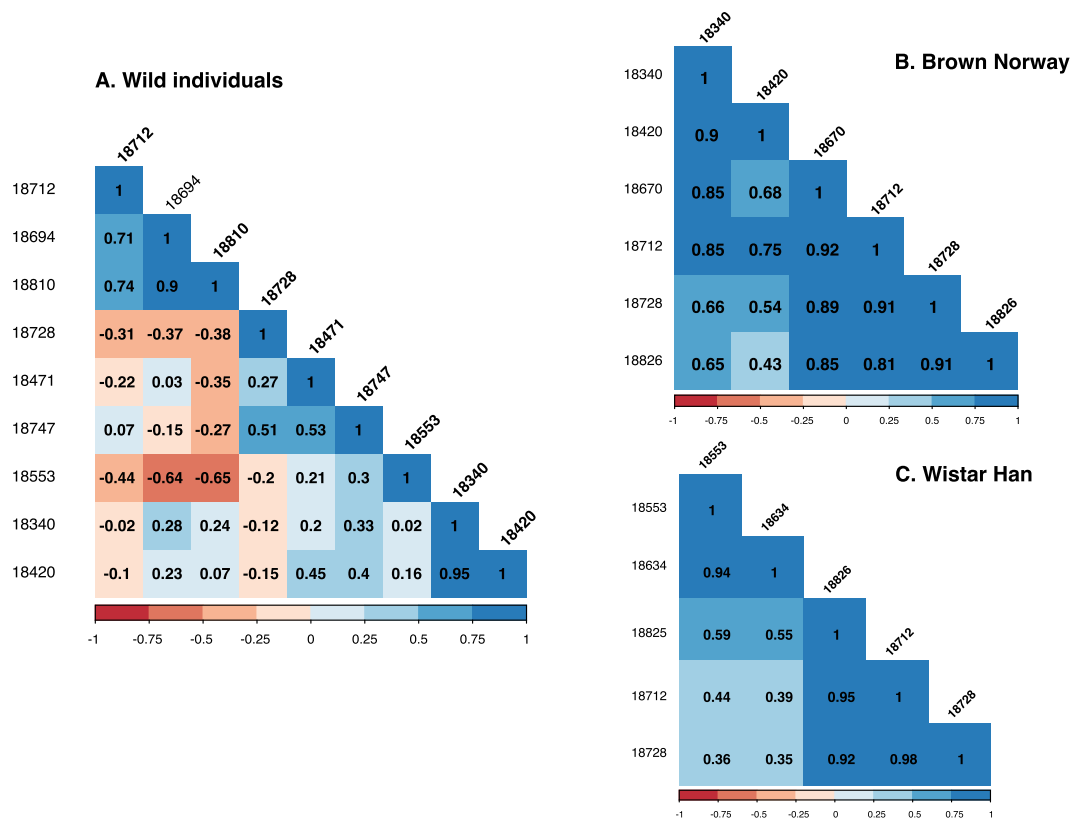 A. Wild individuals
18712
18712 1 18694
18694 0.71 1 18810
18810 0.74 0.9 1 18728
18728 -0.31 -0.37 -0.38 1 18471
18471 -0.22 0.03 -0.35 0.27 1 18747
18747 0.07 -0.15 -0.27 0.51 0.53 1 18553
18553 -0.44 -0.64 -0.65 -0.2 0.21 0.3 1 18340
18340 -0.02 0.28 0.24 -0.12 0.2 0.33 0.02 1 18420
18420 -0.1 0.23 0.07 -0.15 0.45 0.4 0.16 0.95 1
-1 -0.75 -0.5 -0.25 0 0.25 0.5 0.75 1
B. Brown Norway
18340
18340 1 18420
18420 0.9 1 18670
18670 0.85 0.68 1 18712
18712 0.85 0.75 0.92 1 18728
18728 0.66 0.54 0.89 0.91 1 18826
18826 0.65 0.43 0.85 0.81 0.91 1
-1 -0.75 -0.5 -0.25 0 0.25 0.5 0.75 1
C. Wistar Han
18553
18553 1 18634
18634 0.94 1 18826
18825 0.59 0.55 1 18712
18712 0.44 0.39 0.95 1 18728
18728 0.36 0.35 0.92 0.98 1
-1 -0.75 -0.5 -0.25 0 0.25 0.5 0.75 1